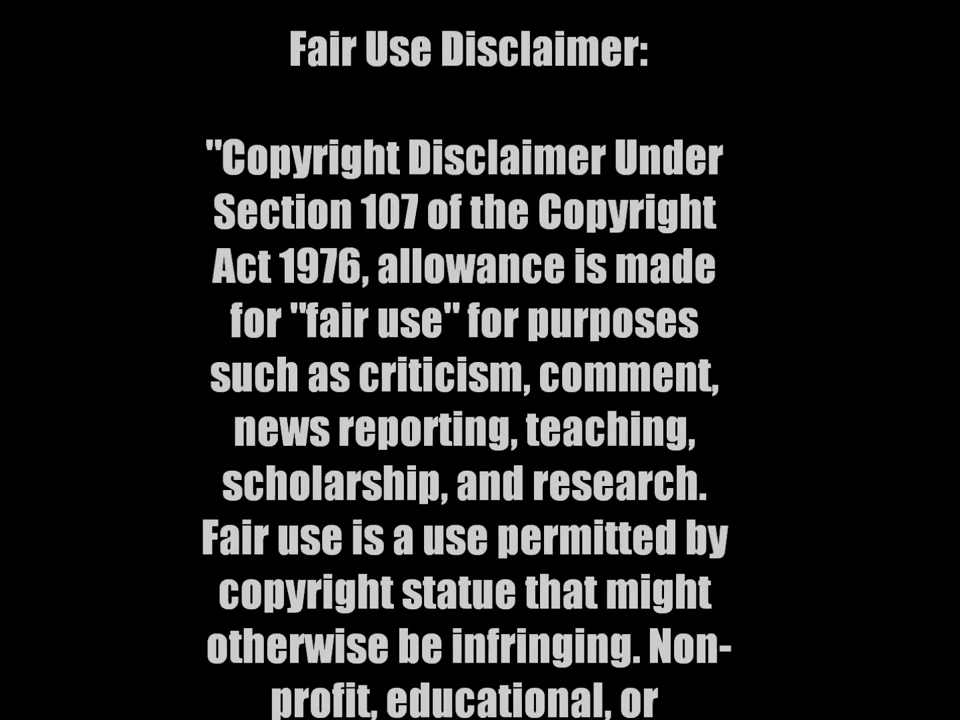 Fair Use Disclaimer:
"Copyright Disclaimer Under
Section 107 of the Copyright
Act 1976, allowance is made
for "fair use" for purposes
such as criticism, comment,
news reporting, teaching,
scholarship, and research.
Fair use is a use permitted by
copyright statue that might
otherwise be infringing. Non-
profit, educational, or